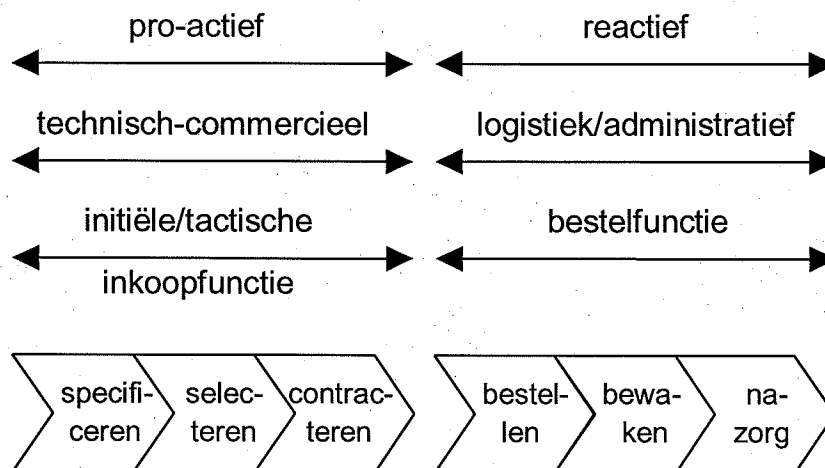 pro-actief
reactief
technisch-commercieel
logistiek/administratief
initiële/tactische
bestelfunctie
inkoopfunctie
specifi-
ceren
selec-
teren
contrac-
teren
bestel-
len
bewa-
ken
na-
zorg